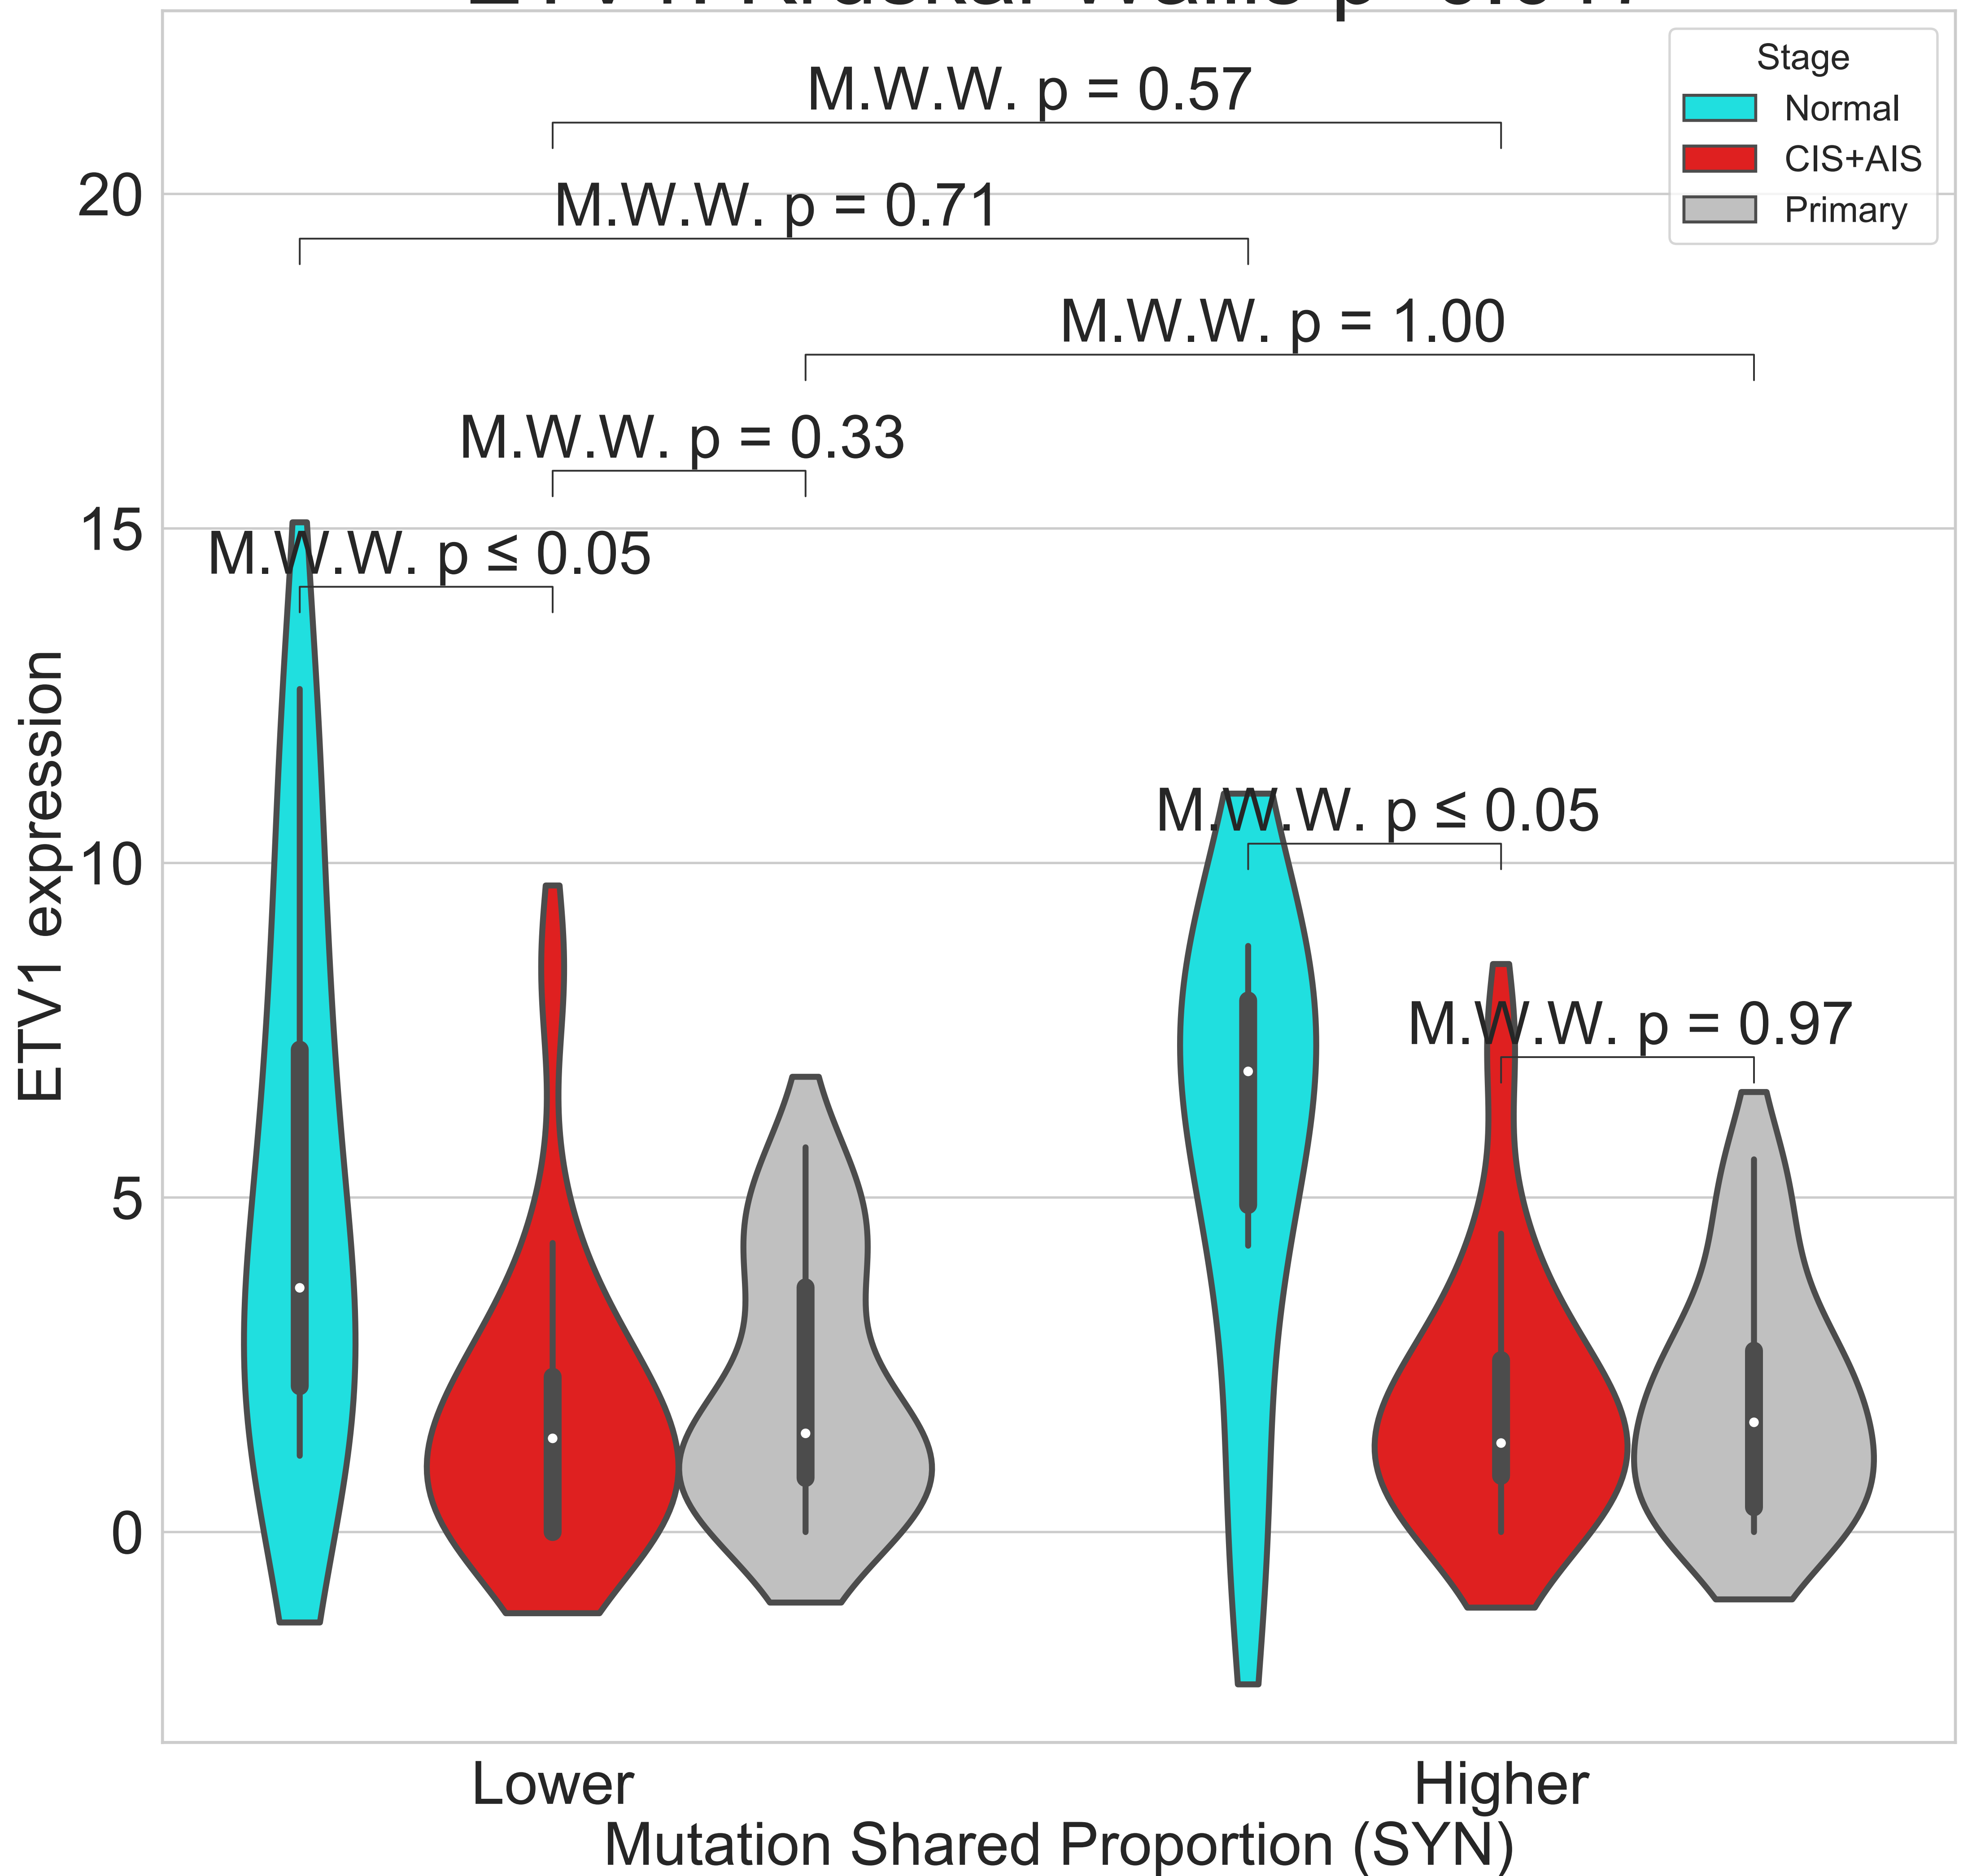 Stage
Normal
CIS+AIS
Primary
M.W.W. p = 0.57
M.W.W. p = 0.71
M.W.W. p = 1.00
M.W.W. p = 0.33
M.W.W. p ≤ 0.05
M.W.W. p ≤ 0.05
M.W.W. p = 0.97
20
15
10
5
0
ETV1 expression
Lower
Higher
Mutation Shared Proportion (SYN)